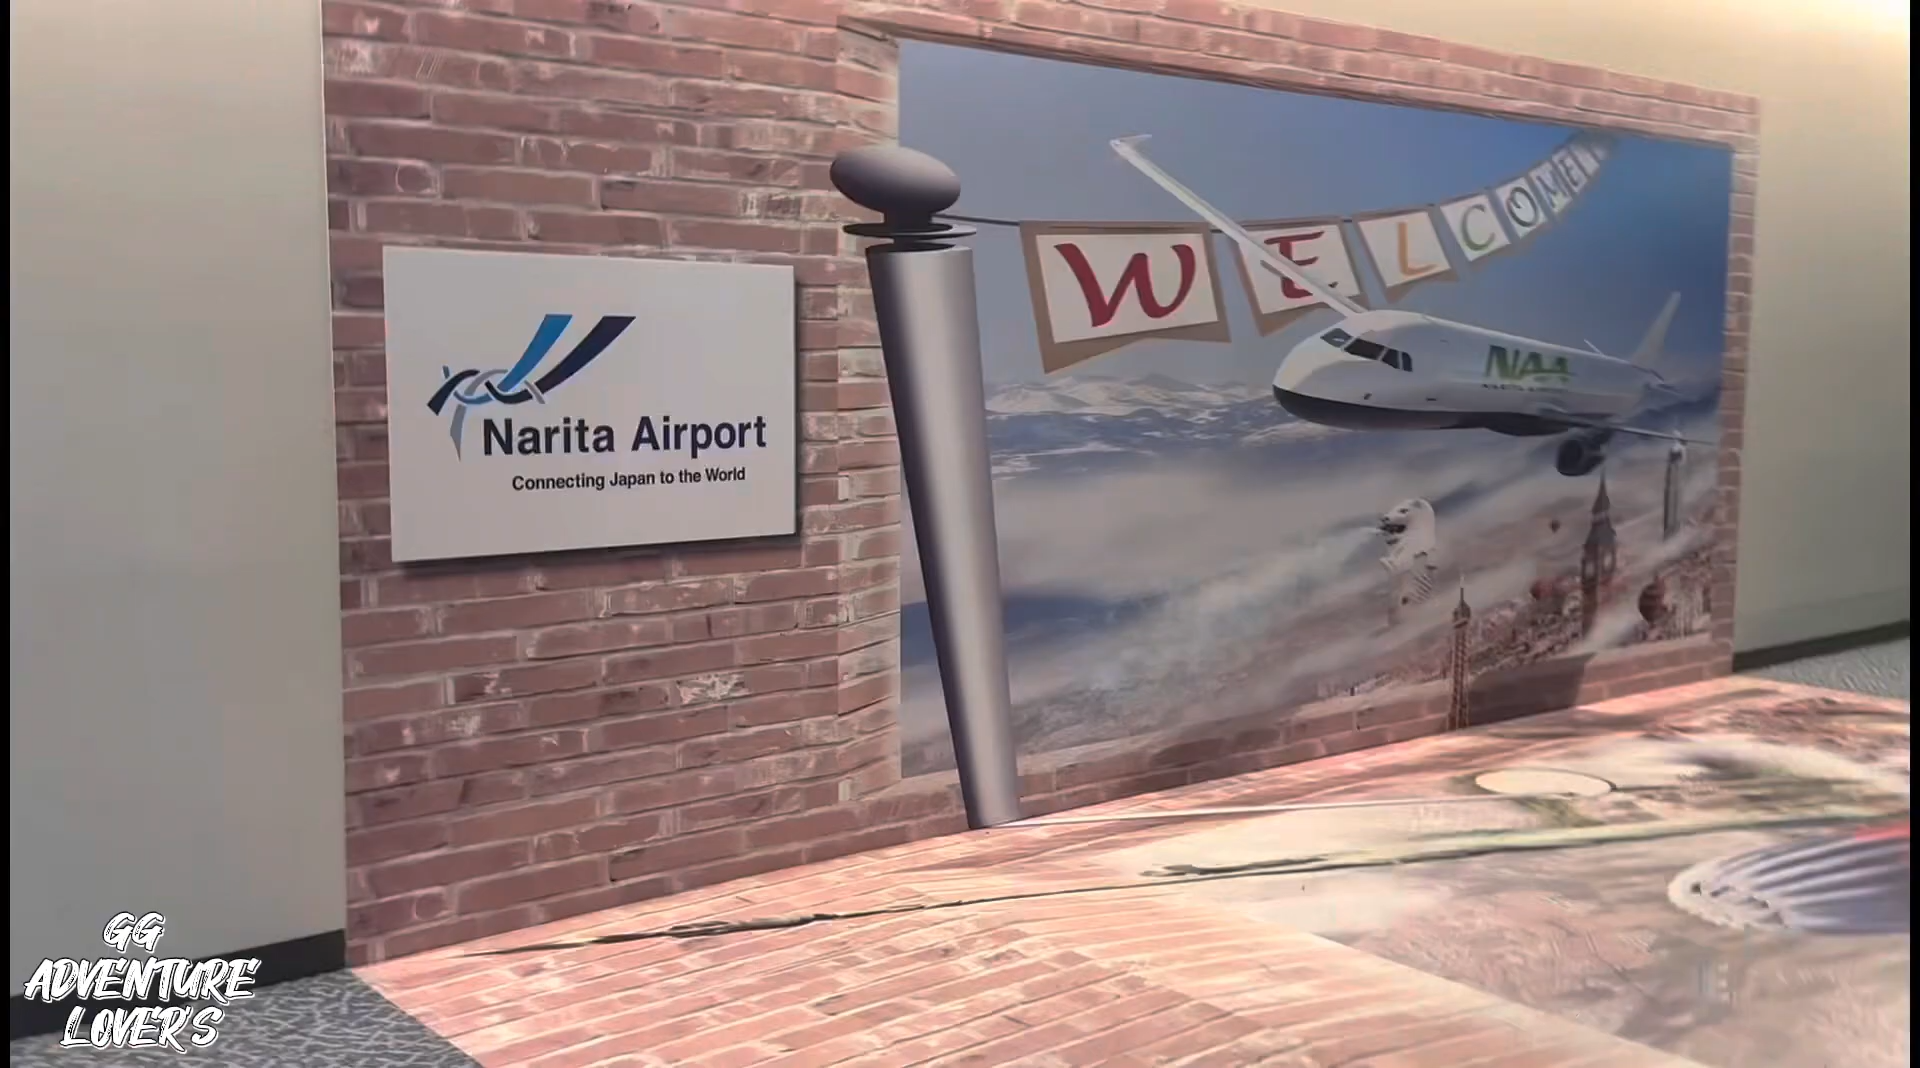 Narita Airport
Connecting Japan to the World
WELCOME
NAA
GG
ADVENTURE
LOVER'S